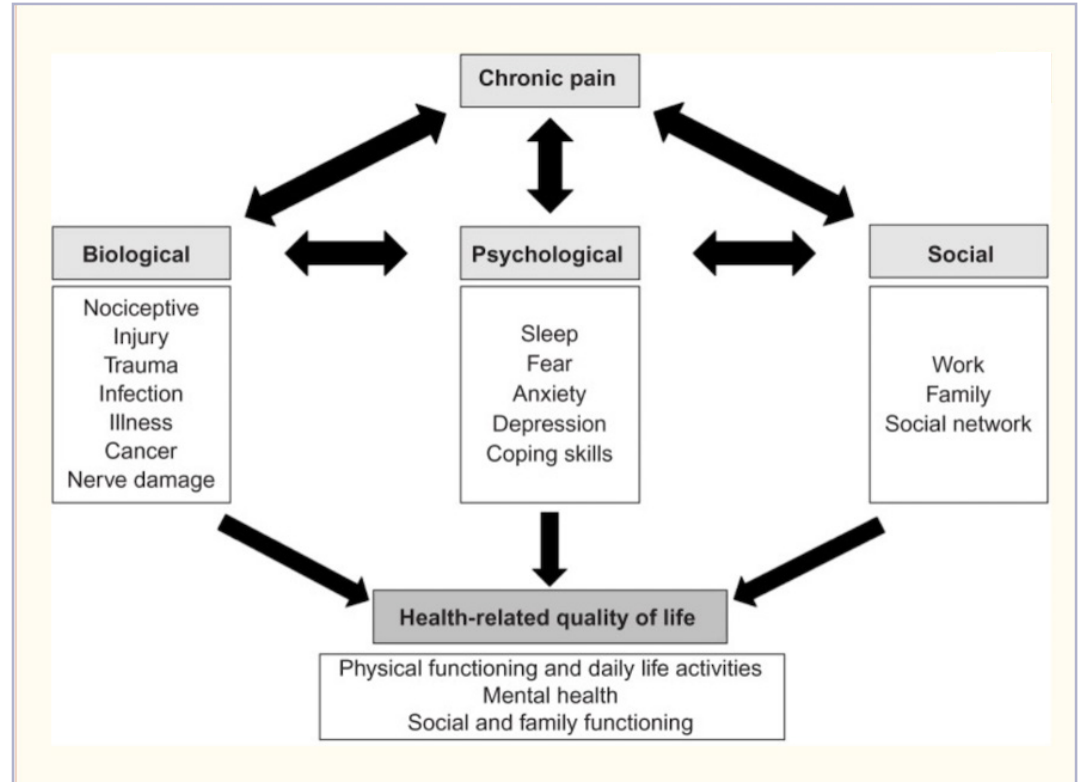 Chronic pain
Biological
Psychological
Social
Nociceptive
Injury
Trauma
Infection
Illness
Cancer
Nerve damage
Sleep
Fear
Anxiety
Depression
Coping skills
Work
Family
Social network
Health-related quality of life
Physical functioning and daily life activities
Mental health
Social and family functioning